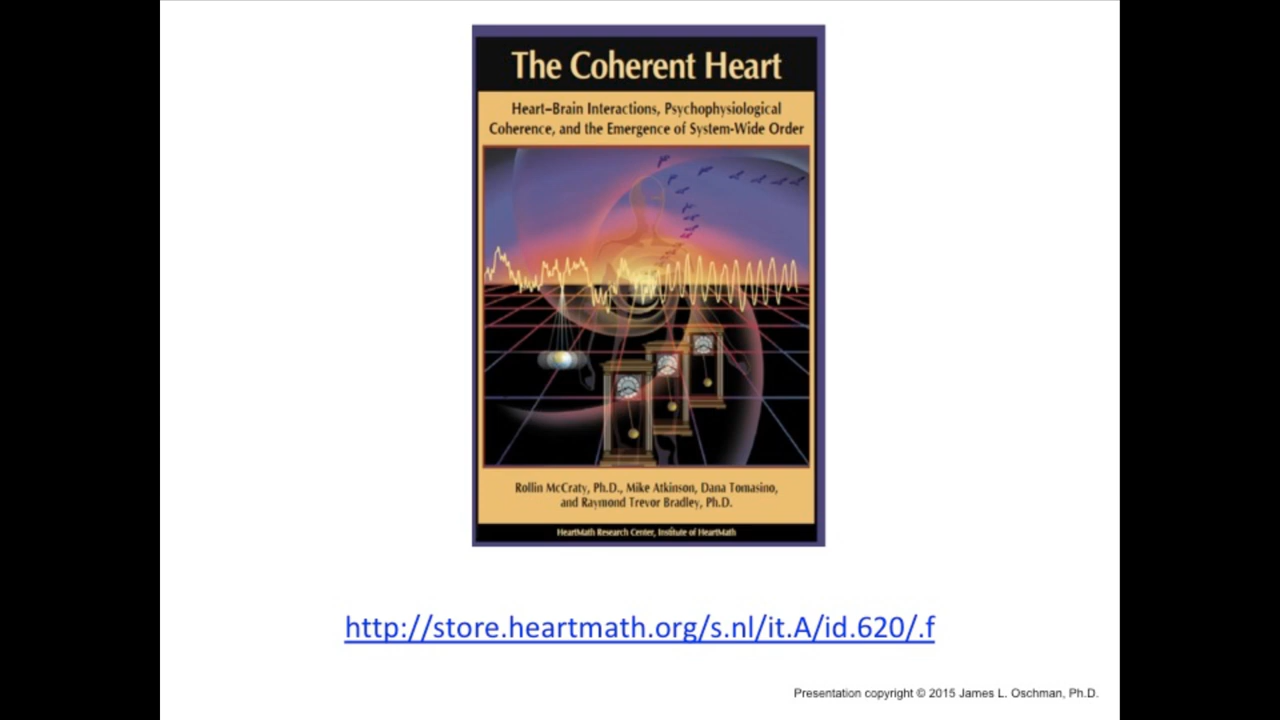 The Coherent Heart
Heart–Brain Interactions, Psychophysiological
Coherence, and the Emergence of System-Wide Order
Rollin McCraty, Ph.D., Mike Atkinson, Dana Tomasino,
and Raymond Trevor Bradley, Ph.D.
HeartMath Research Center, Institute of HeartMath
http://store.heartmath.org/s.nl/it.A/id.620/.f
Presentation copyright © 2015 James L. Oschman, Ph.D.